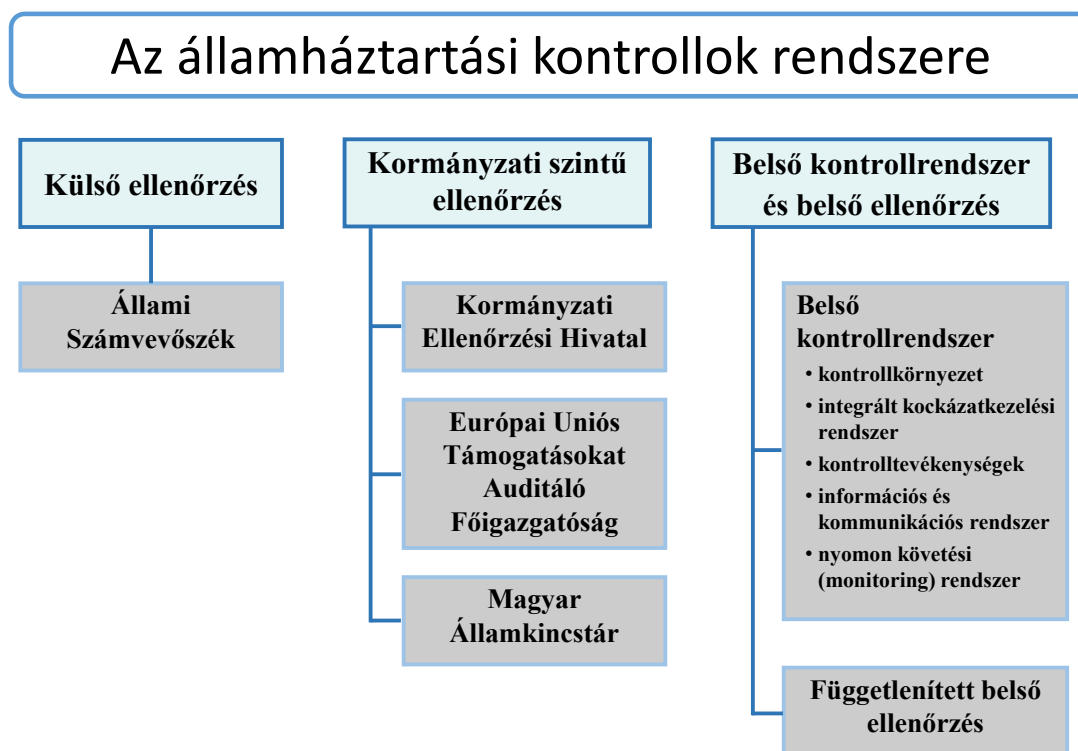 Az államháztartási kontrollok rendszere
Külső ellenőrzés
Állami
Számvevőszék
Kormányzati szintű
ellenőrzés
Kormányzati
Ellenőrzési Hivatal
Európai Uniós
Támogatásokat
Auditáló
Főigazgatóság
Magyar
Államkincstár
Belső kontrollrendszer
és belső ellenőrzés
Belső
kontrollrendszer
• kontrollkörnyezet
• integrált kockázatkezelési
rendszer
• kontrolltevékenységek
• információs és
kommunikációs rendszer
• nyomon követési
(monitoring) rendszer
Függetlenített belső
ellenőrzés